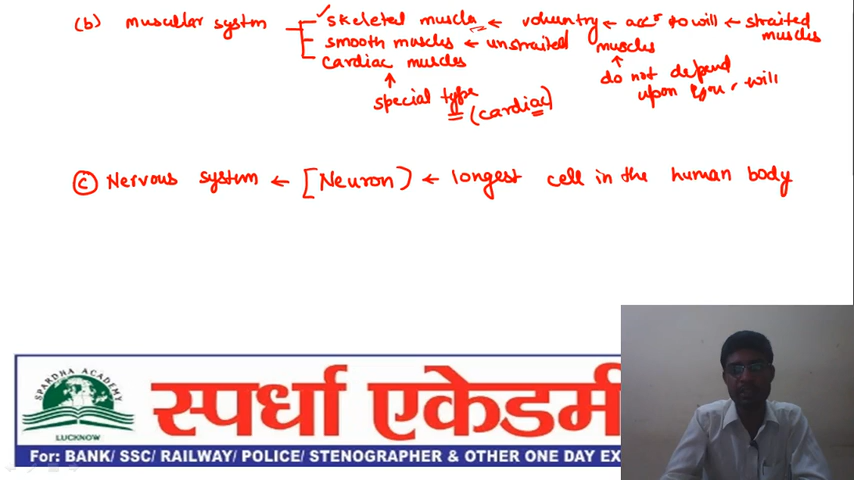 (b) muscular systm ✓skeletal muscle ← voluntry ← acc^r to will ← straited muscles
smooth muscles ← unstraited muscles
cardiac muscles
do not depend
upon your will
special type
(cardiac)
(c) Nervous system ← [Neuron] ← longest cell in the human body
SPARDHA ACADEMY
LUCKNOW
स्पर्धा एकेडमी
For: BANK/ SSC/ RAILWAY/ POLICE/ STENOGRAPHER & OTHER ONE DAY EX